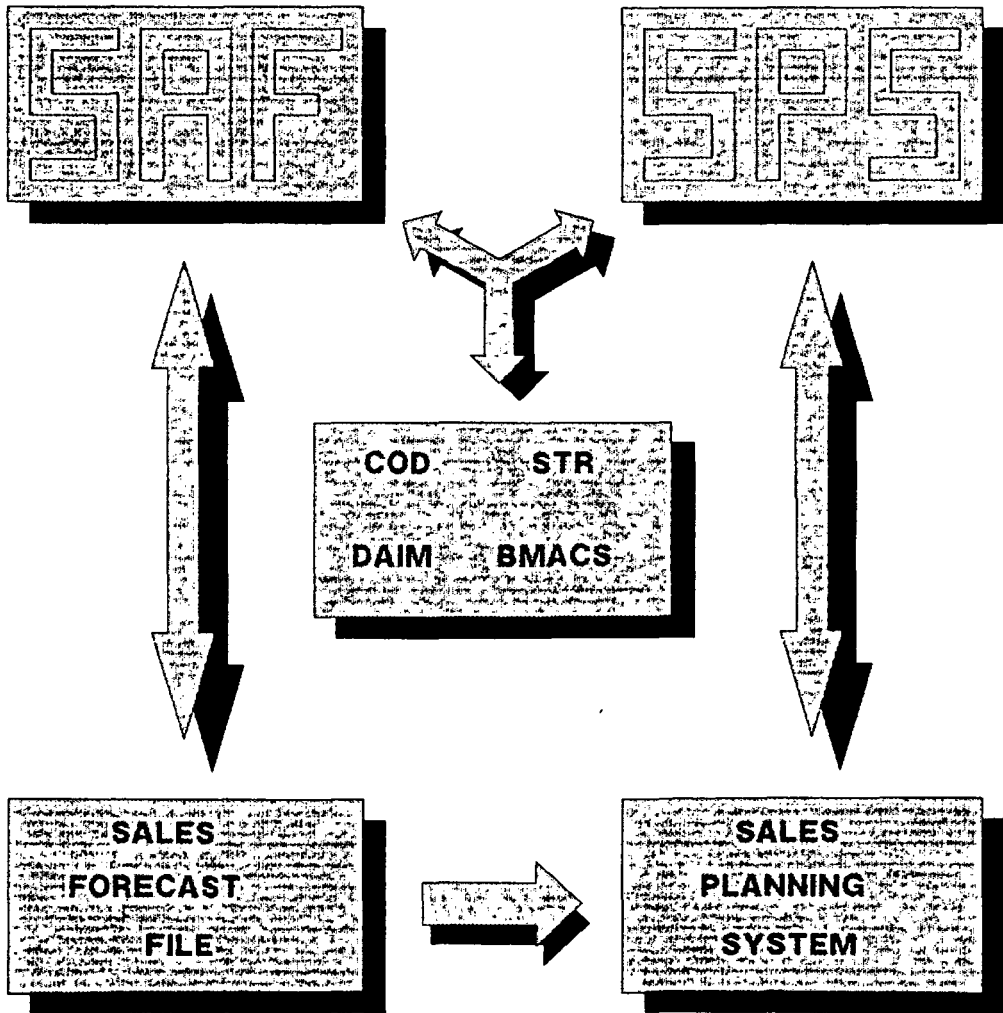 SAF
SPS
COD STR
DAIM BMACS
SALES
FORECAST
FILE
SALES
PLANNING
SYSTEM